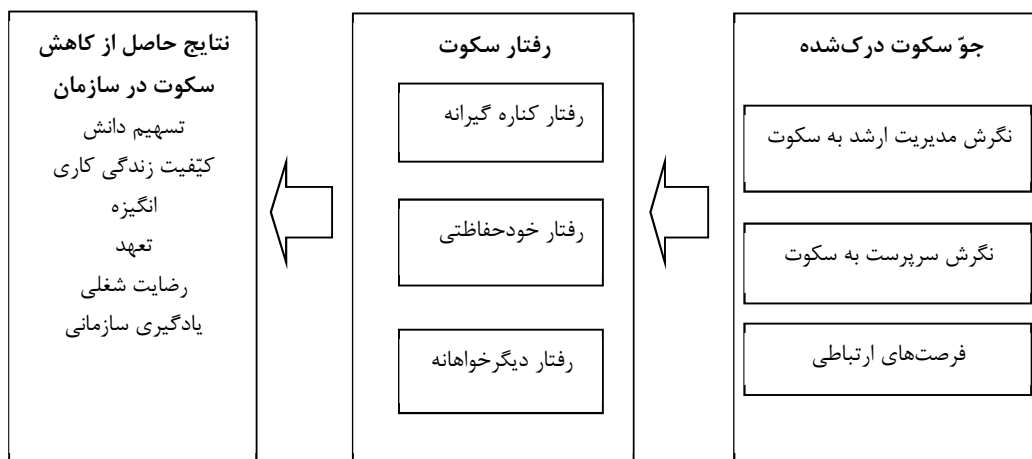 جوّ سکوت درک‌شده
نگرش مدیریت ارشد به سکوت
نگرش سرپرست به سکوت
فرصت‌های ارتباطی
رفتار سکوت
رفتار کناره گیرانه
رفتار خودحفاظتی
رفتار دیگرخواهانه
نتایج حاصل از کاهش
سکوت در سازمان
تسهیم دانش
کیّفیت زندگی کاری
انگیزه
تعهد
رضایت شغلی
یادگیری سازمانی